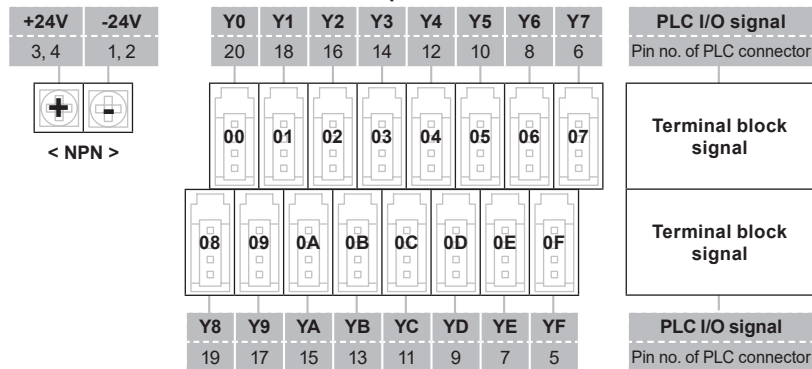 +24V -24V Y0 Y1 Y2 Y3 Y4 Y5 Y6 Y7 PLC I/O signal
3, 4 1, 2 20 18 16 14 12 10 8 6 Pin no. of PLC connector
+ - 00 01 02 03 04 05 06 07 Terminal block
signal
< NPN >
08 09 0A 0B 0C 0D 0E 0F Terminal block
signal
Y8 Y9 YA YB YC YD YE YF PLC I/O signal
19 17 15 13 11 9 7 5 Pin no. of PLC connector